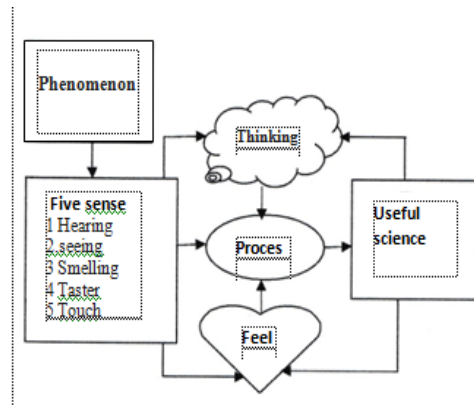 Phenomenon
Thinking
Five sense
1 Hearing
2 seeing
3 Smelling
4 Taster
5 Touch
Proces
Useful
science
Feel